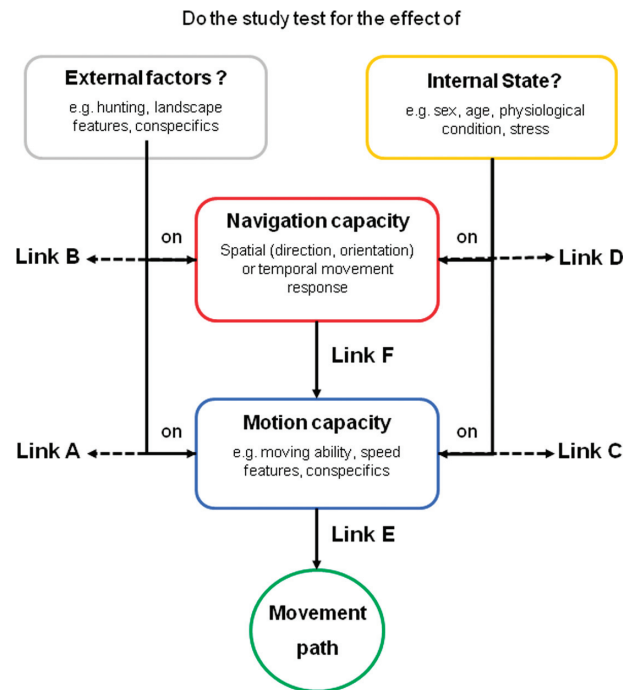 Do the study test for the effect of
External factors ?
e.g. hunting, landscape
features, conspecifics
Internal State?
e.g. sex, age, physiological
condition, stress
Navigation capacity
Spatial (direction, orientation)
or temporal movement
response
on
on
Link B
Link D
Link F
Motion capacity
e.g. moving ability, speed
features, conspecifics
on
on
Link A
Link C
Link E
Movement
path